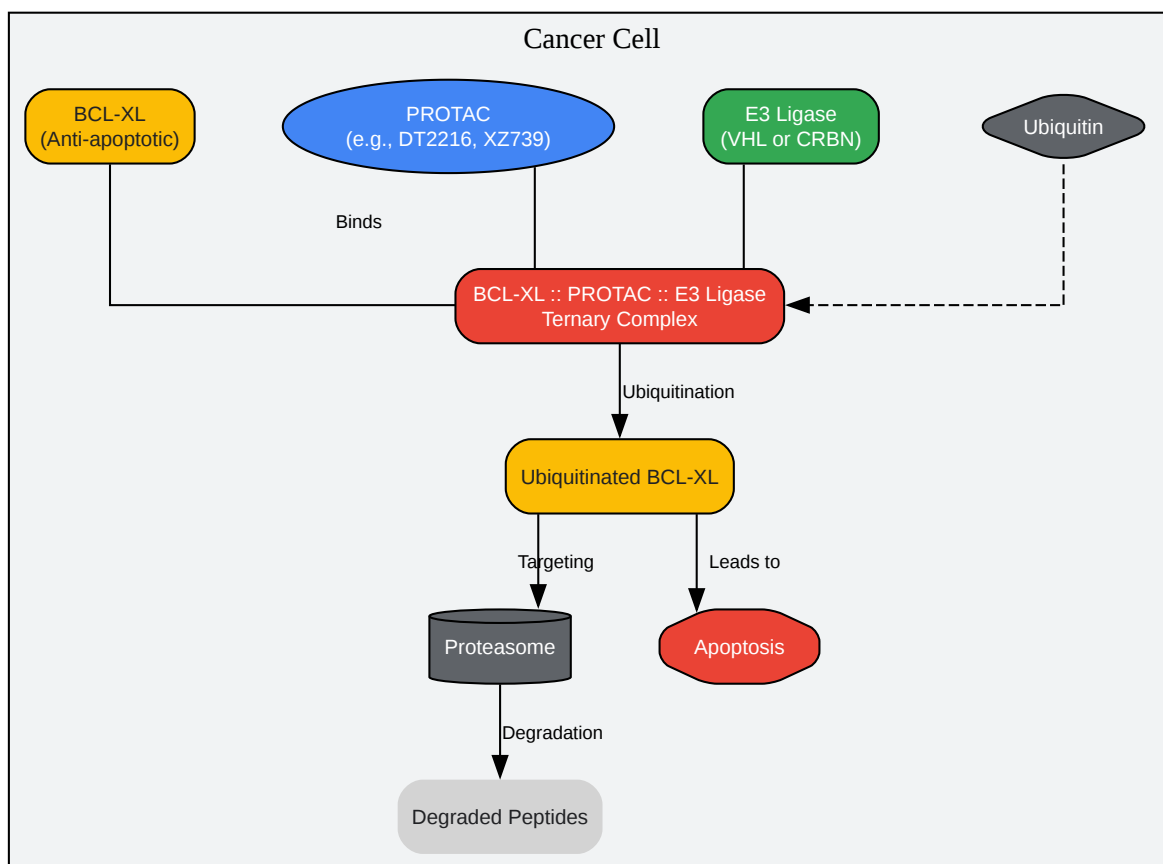 Cancer Cell
BCL-XL
(Anti-apoptotic)
PROTAC
(e.g., DT2216, XZ739)
E3 Ligase
(VHL or CRBN)
Ubiquitin
Binds
BCL-XL :: PROTAC :: E3 Ligase
Ternary Complex
Ubiquitination
Ubiquitinated BCL-XL
Targeting
Leads to
Proteasome
Apoptosis
Degradation
Degraded Peptides